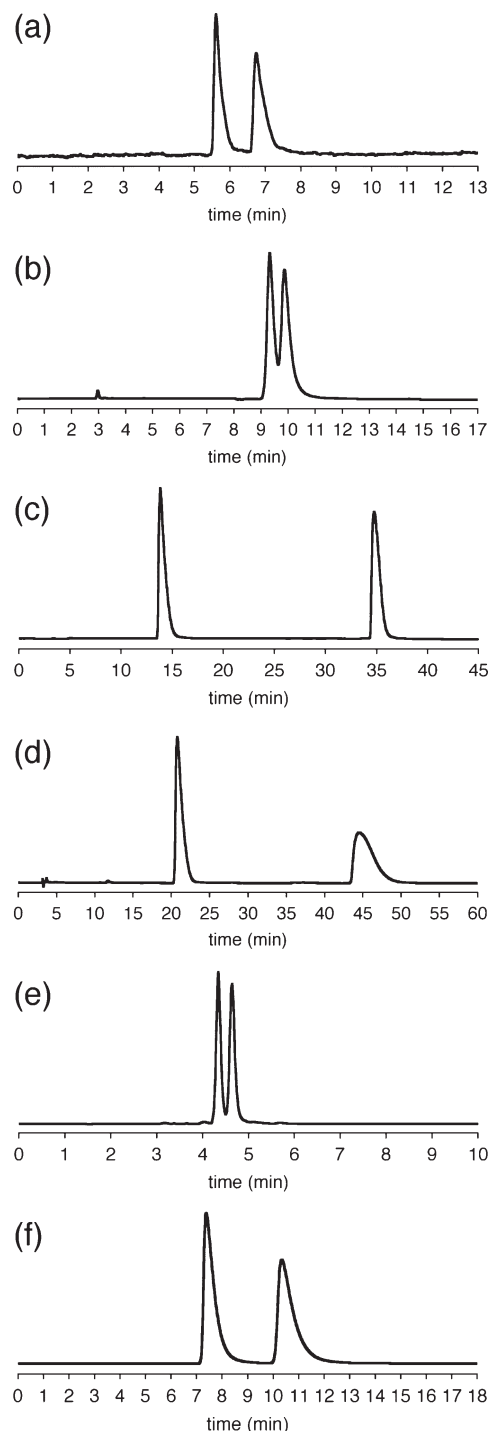 (a)
0 1 2 3 4 5 6 7 8 9 10 11 12 13
time (min)
(b)
0 1 2 3 4 5 6 7 8 9 10 11 12 13 14 15 16 17
time (min)
(c)
0 5 10 15 20 25 30 35 40 45
time (min)
(d)
0 5 10 15 20 25 30 35 40 45 50 55 60
time (min)
(e)
0 1 2 3 4 5 6 7 8 9 10
time (min)
(f)
0 1 2 3 4 5 6 7 8 9 10 11 12 13 14 15 16 17 18
time (min)